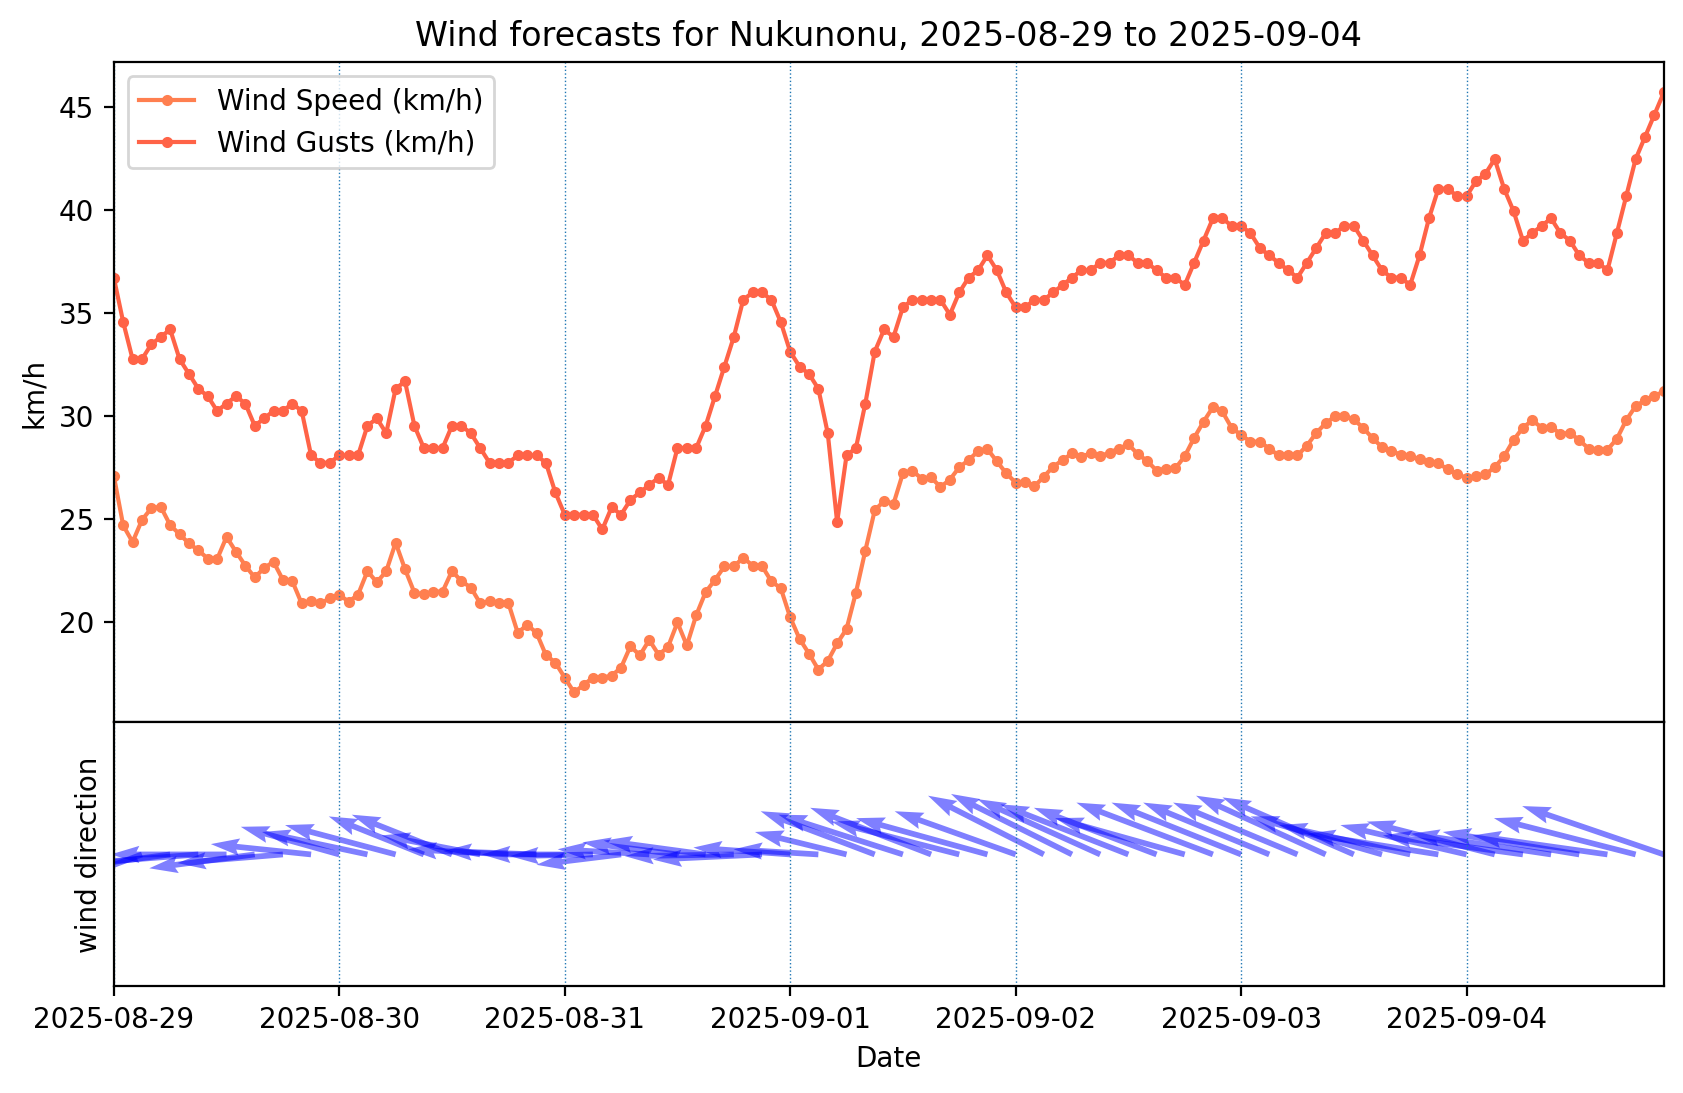 Wind forecasts for Nukunonu, 2025-08-29 to 2025-09-04
Wind Speed (km/h)
Wind Gusts (km/h)
45
40
35
30
25
20
km/h
wind direction
2025-08-29
2025-08-30
2025-08-31
2025-09-01
2025-09-02
2025-09-03
2025-09-04
Date